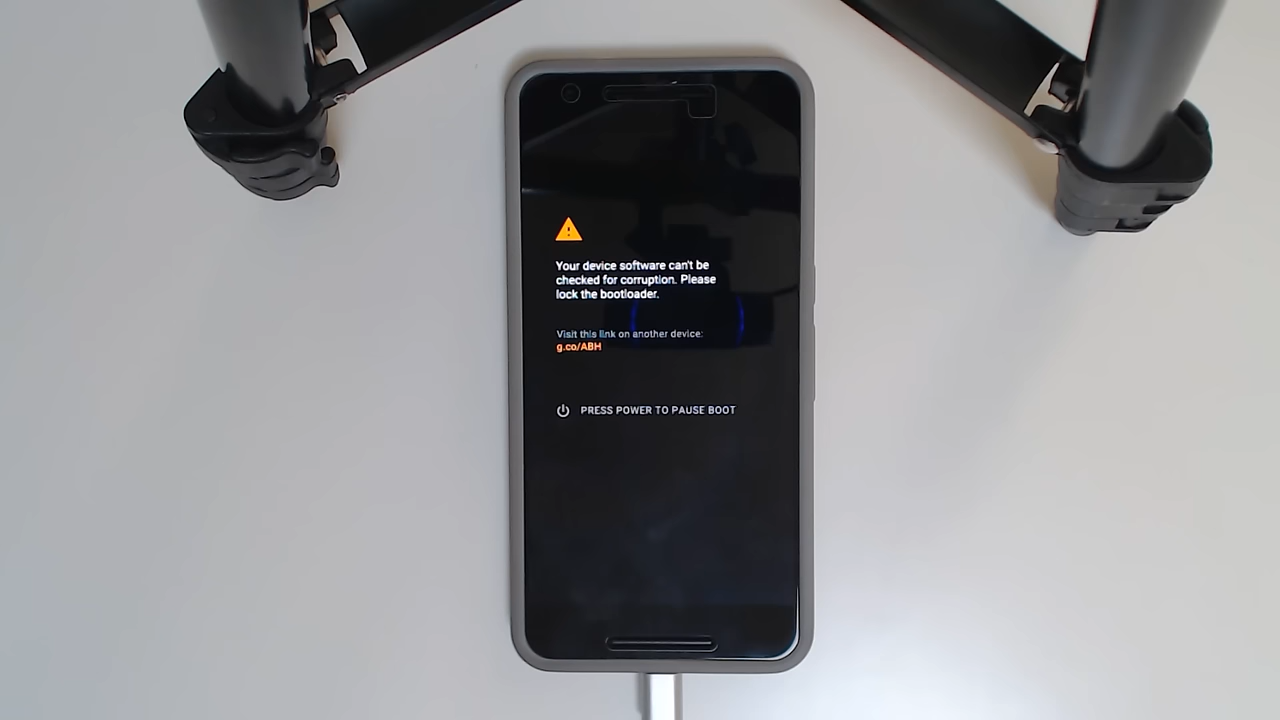 Your device software can't be
checked for corruption. Please
lock the bootloader.
Visit this link on another device:
g.co/ABH
PRESS POWER TO PAUSE BOOT